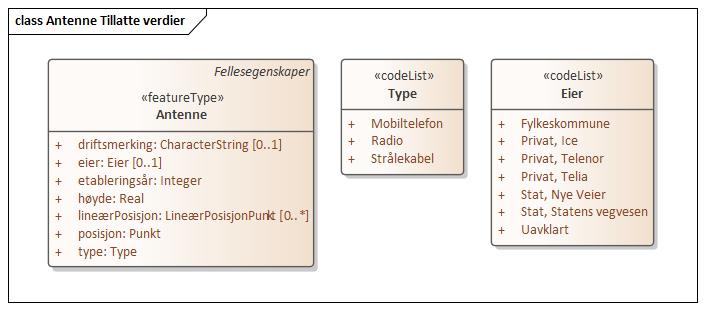 class Antenne Tillatte verdier
Fellesegenskaper
«featureType»
Antenne
+ driftsmerking: CharacterString [0..1]
+ eier: Eier [0..1]
+ etableringsår: Integer
+ høyde: Real
+ lineærPosisjon: LineærPosisjonPunkt [0..*]
+ posisjon: Punkt
+ type: Type
«codeList»
Type
+ Mobiltelefon
+ Radio
+ Strålekabel
«codeList»
Eier
+ Fylkeskommune
+ Privat, Ice
+ Privat, Telenor
+ Privat, Telia
+ Stat, Nye Veier
+ Stat, Statens vegvesen
+ Uavklart